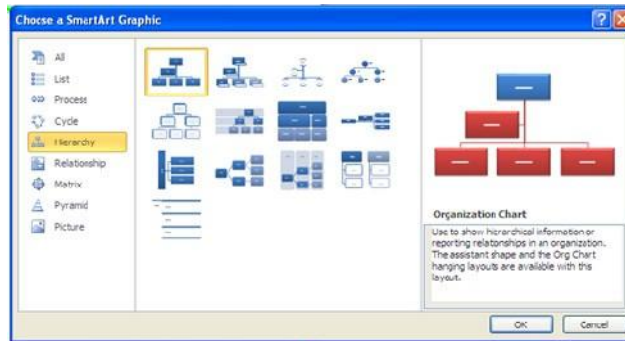 Choose a SmartArt Graphic
All
List
Process
Cycle
Hierarchy
Relationship
Matrix
Pyramid
Picture
Organization Chart
Use to show hierarchical information or
reporting relationships in an organization.
The assistant shape and the Org Chart
hanging layouts are available with this
layout.
OK
Cancel